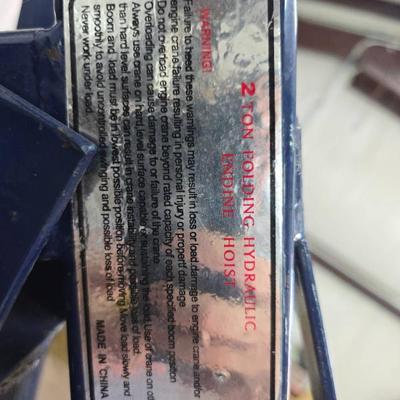 2 TON FOLDING HYDRAULIC
ENDINE HOIST
WARNING!
Failure to heed these warnings may result in loss or load damage to engine crane and/or
engine crane failure resulting in personal injury or propert damage
Do not overload engine crane beyond rated capacity of each specified boom position
Overloading can cause damage to or failure of the crane
Always use crane on hard level surface capable of sustaining the load Use of crane on oth
than hard level surfaces can result in crane instability and possible loss of load.
Boom and load must be in lowest possible position before moving Move load slowly and
smoothly to avoid uncontrolled swinging and possible loss of load
Never work under load.
MADE IN CHINA